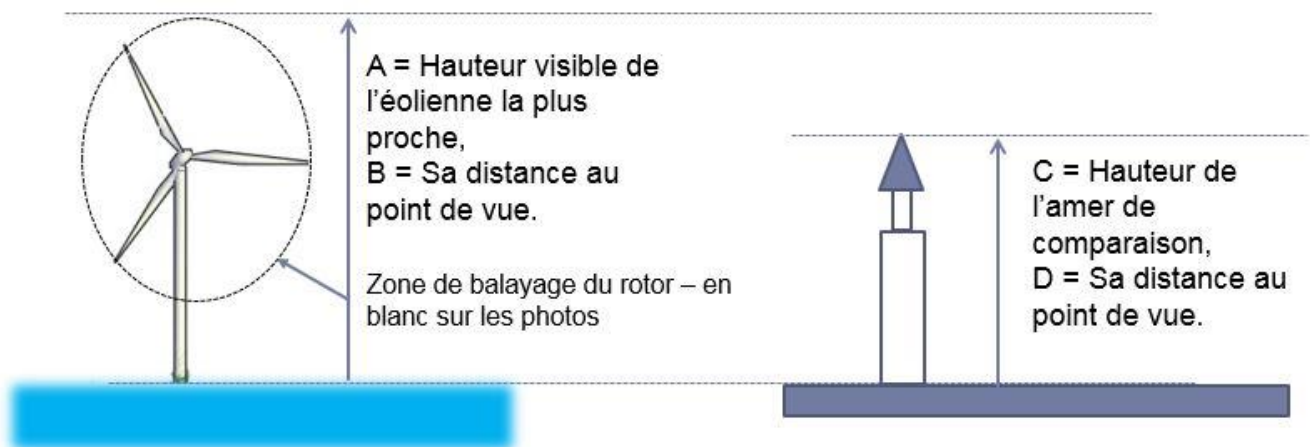 A = Hauteur visible de
l'éolienne la plus
proche,
B = Sa distance au
point de vue.
Zone de balayage du rotor – en
blanc sur les photos
C = Hauteur de
l'amer de
comparaison,
D = Sa distance au
point de vue.